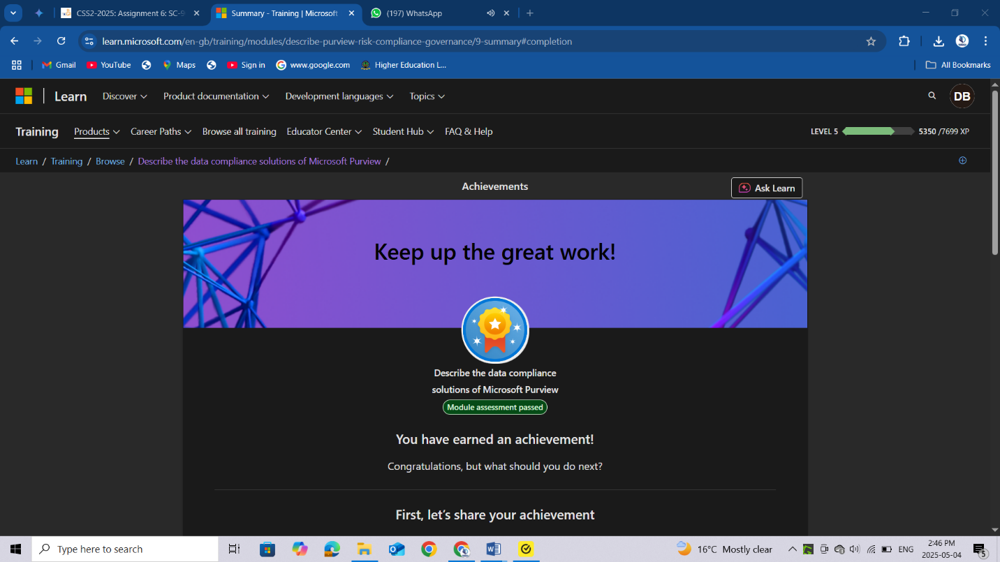 CSS2-2025: Assignment 6: SC-9
Summary - Training | Microsoft
(197) WhatsApp
learn.microsoft.com/en-gb/training/modules/describe-purview-risk-compliance-governance/9-summary#completion
Gmail YouTube Maps Sign in www.google.com Higher Education L... All Bookmarks
Learn Discover Product documentation Development languages Topics DB
Training Products Career Paths Browse all training Educator Center Student Hub FAQ & Help LEVEL 5 5350 /7699 XP
Learn / Training / Browse / Describe the data compliance solutions of Microsoft Purview /
Achievements
Ask Learn
Keep up the great work!
Describe the data compliance
solutions of Microsoft Purview
Module assessment passed
You have earned an achievement!
Congratulations, but what should you do next?
First, let's share your achievement
Type here to search
16°C Mostly clear
ENG
2:46 PM
2025-05-04
5